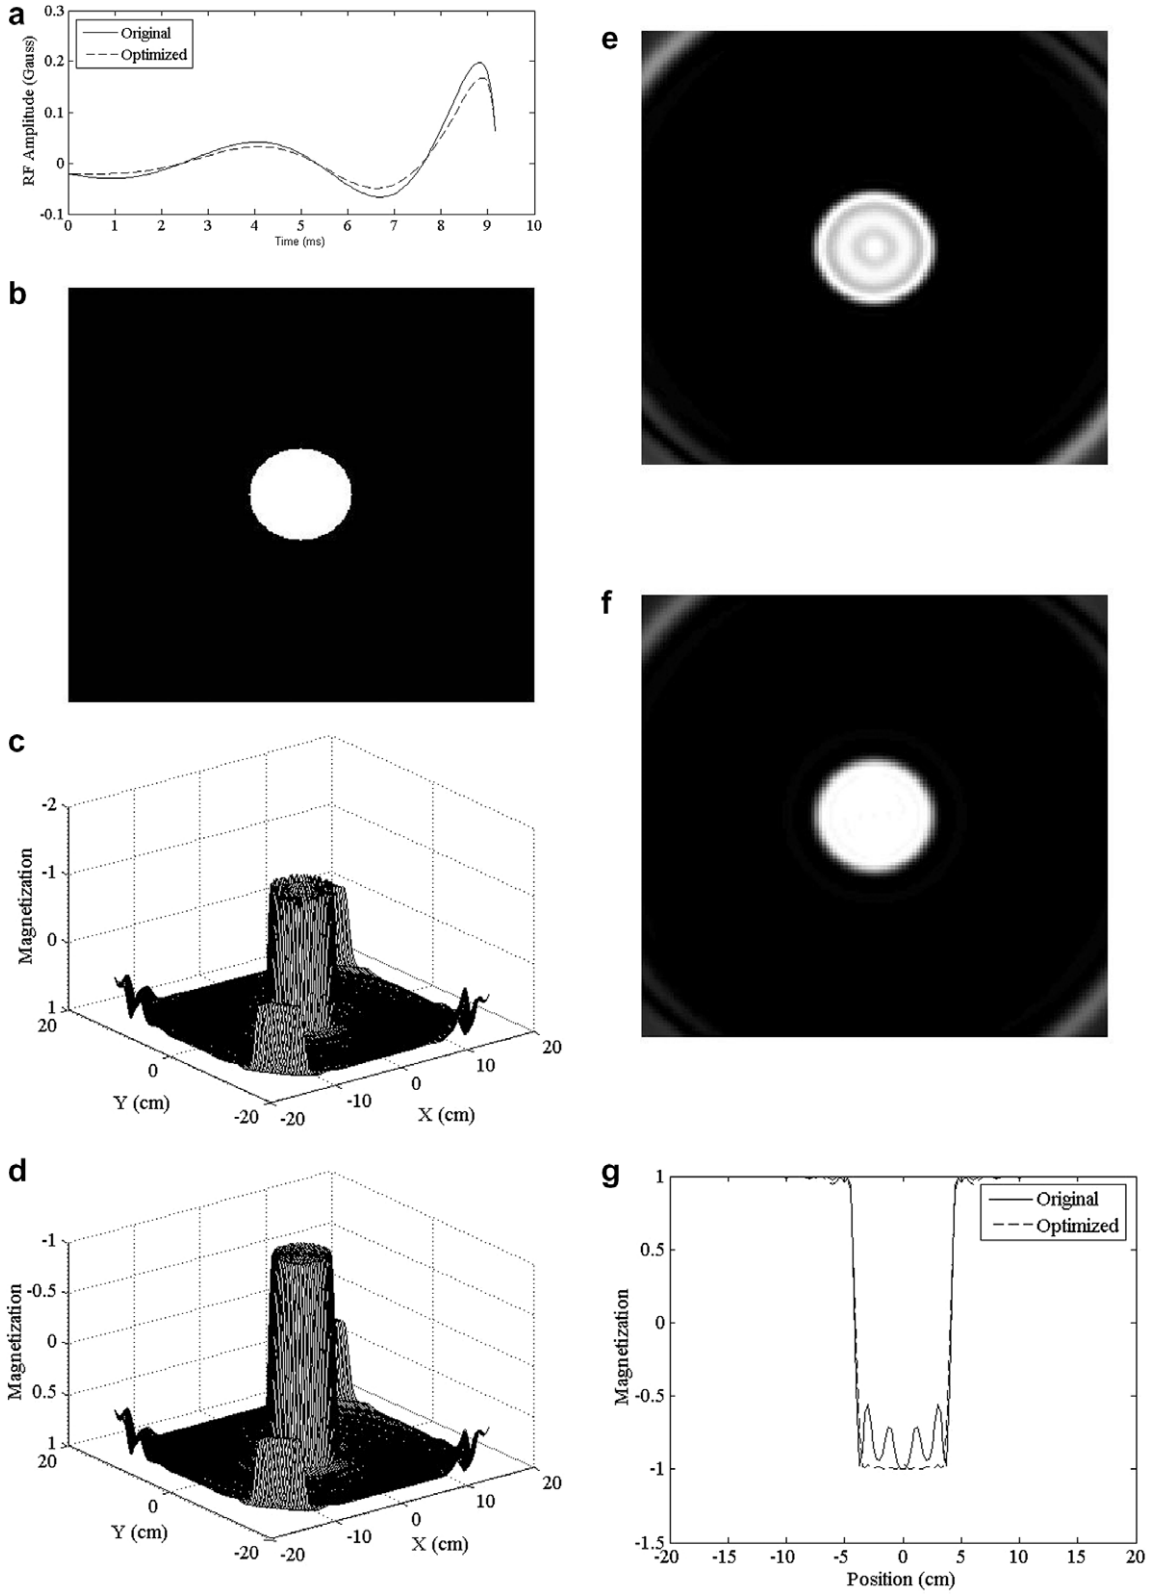 a
RF Amplitude (Gauss)
0.3
0.2
0.1
0
-0.1
Original
Optimized
0 1 2 3 4 5 6 7 8 9 10
Time (ms)
b
c
Magnetization
-2
-1
0
1
20
0
-20
Y (cm)
-20
-10
0
10
20
X (cm)
d
Magnetization
-1
-0.5
0
0.5
1
20
0
-20
Y (cm)
-20
-10
0
10
20
X (cm)
e
f
g
Magnetization
1
0.5
0
-0.5
-1
-1.5
Original
Optimized
-20 -15 -10 -5 0 5 10 15 20
Position (cm)